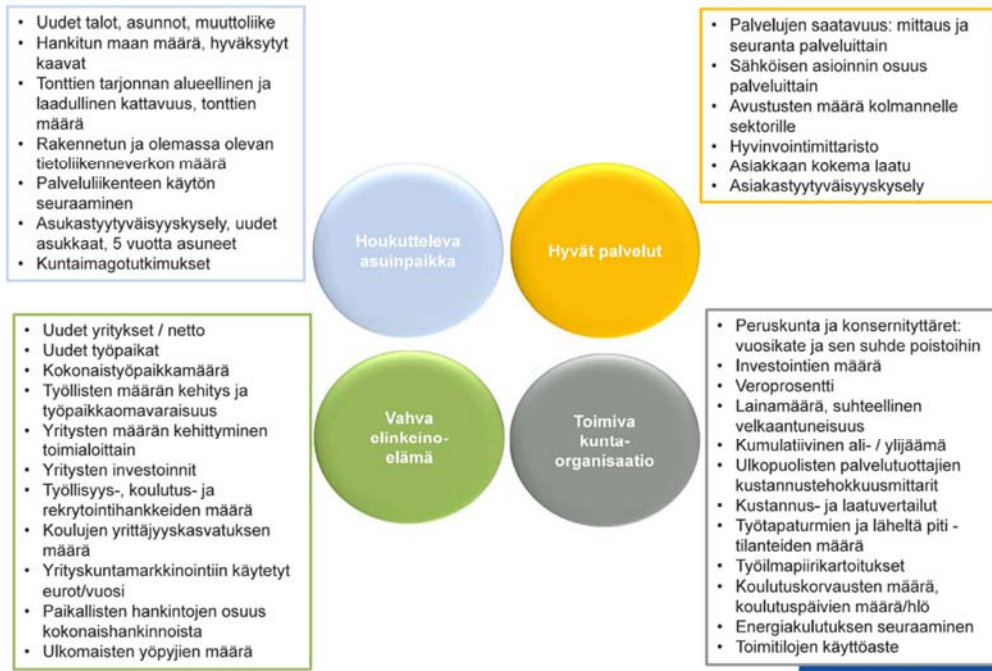 • Uudet talot, asunnot, muuttoliike
• Hankitun maan määrä, hyväksytyt
kaavat
• Tonttien tarjonnan alueellinen ja
laadullinen kattavuus, tonttien
määrä
• Rakennetun ja olemassa olevan
tietoliikenneverkon määrä
• Palveluliikenteen käytön
seuraaminen
• Asukastyytyväisyyskysely, uudet
asukkaat, 5 vuotta asuneet
• Kuntaimagotutkimukset
• Palvelujen saatavuus: mittaus ja
seuranta palveluittain
• Sähköisen asioinnin osuus
palveluittain
• Avustusten määrä kolmannelle
sektorille
• Hyvinvointimittaristo
• Asiakkaan kokema laatu
• Asiakastyytyväisyyskysely
Houkutteleva
asuinpaikka
Hyvät palvelut
Vahva
elinkeino-
elämä
Toimiva
kunta-
organisaatio
• Uudet yritykset / netto
• Uudet työpaikat
• Kokonaistyöpaikkamäärä
• Työllisten määrän kehitys ja
työpaikkaomavaraisuus
• Yritysten määrän kehittyminen
toimialoittain
• Yritysten investoinnit
• Työllisyys-, koulutus- ja
rekrytointihankkeiden määrä
• Koulujen yrittäjyyskasvatuksen
määrä
• Yrityskuntamarkkinointiin käytetyt
eurot/vuosi
• Paikallisten hankintojen osuus
kokonaishankinnoista
• Ulkomaisten yöpyjien määrä
• Peruskunta ja konsernityttäret:
vuosikate ja sen suhde poistoihin
• Investointien määrä
• Veroprosentti
• Lainamäärä, suhteellinen
velkaantuneisuus
• Kumulatiivinen ali- / ylijäämä
• Ulkopuolisten palvelutuottajien
kustannustehokkuusmittarit
• Kustannus- ja laatuvertailut
• Työtapaturmien ja läheltä piti -
tilanteiden määrä
• Työilmapiirikartoitukset
• Koulutuskorvausten määrä,
koulutuspäivien määrä/hlö
• Energiakulutuksen seuraaminen
• Toimitilojen käyttöaste